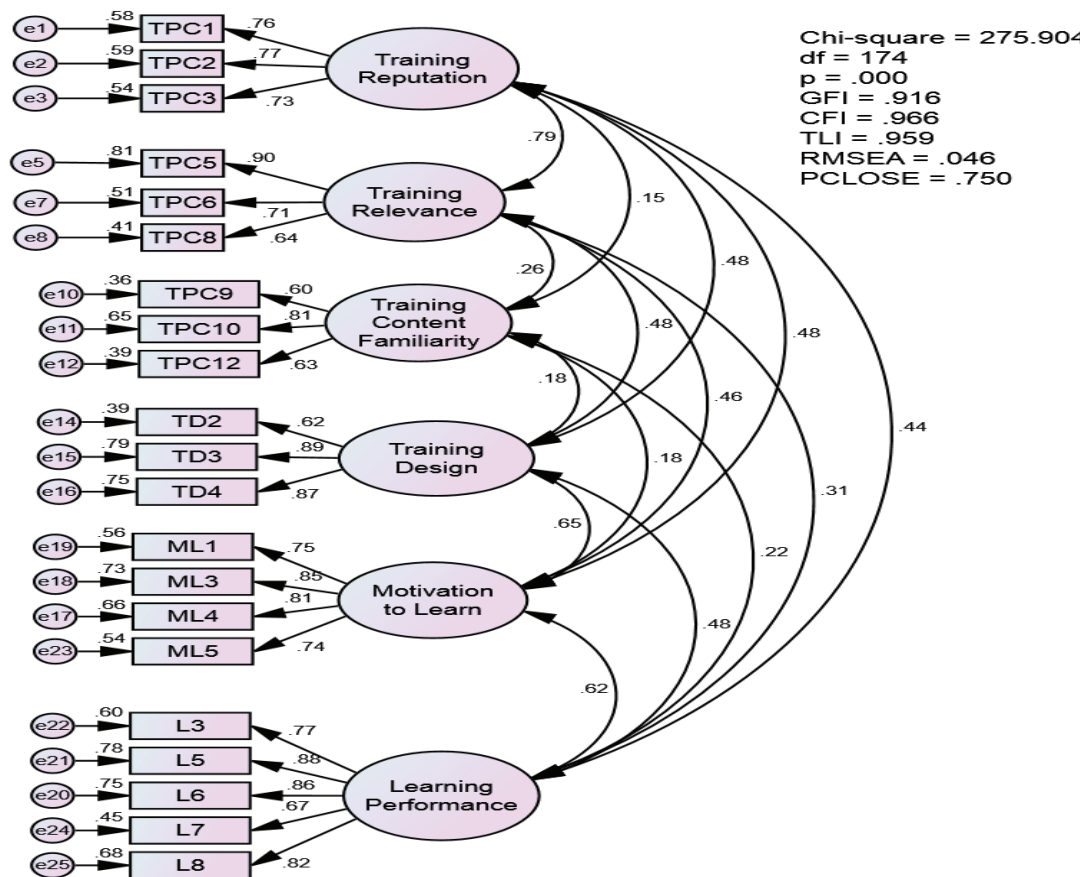 e1 .58 TPC1 .76
e2 .59 TPC2 .77
e3 .54 TPC3 .73
Training
Reputation
Chi-square = 275.904
df = 174
p = .000
GFI = .916
CFI = .966
TLI = .959
RMSEA = .046
PCLOSE = .750
.79
.15
e5 .81 TPC5 .90
e7 .51 TPC6 .71
e8 .41 TPC8 .64
Training
Relevance
.26
.48
.48
.48
e10 .36 TPC9 .60
e11 .65 TPC10 .81
e12 .39 TPC12 .63
Training
Content
Familiarity
.18
.46
.44
e14 .39 TD2 .62
e15 .79 TD3 .89
e16 .75 TD4 .87
Training
Design
.18
.31
.65
.22
e19 .56 ML1 .75
e18 .73 ML3 .85
e17 .66 ML4 .81
e23 .54 ML5 .74
Motivation
to Learn
.48
.62
e22 .60 L3 .77
e21 .78 L5 .88
e20 .75 L6 .86
e24 .45 L7 .67
e25 .68 L8 .82
Learning
Performance